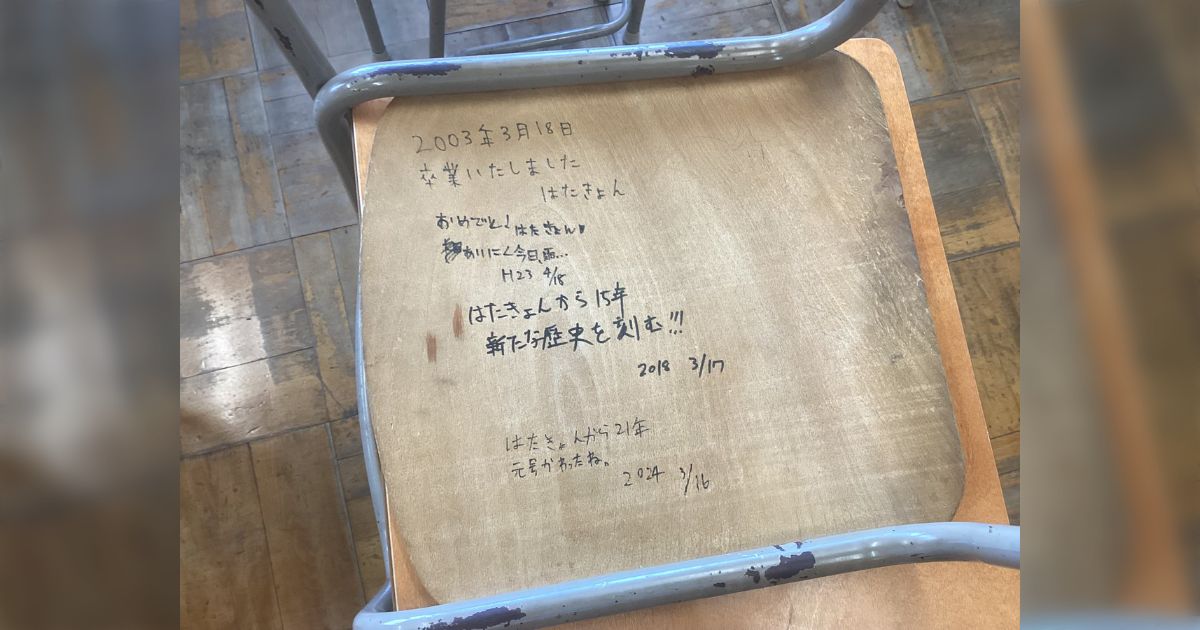 2003年3月18日
卒業いたしました
はたきょん
おめでと!はたきょん♥
あいにく今日、雨...
H23 4/18
はたきょんから15年
新たな歴史を刻む!!!
2018 3/17
はたきょんから21年
元号かわったね。
2024 3/16